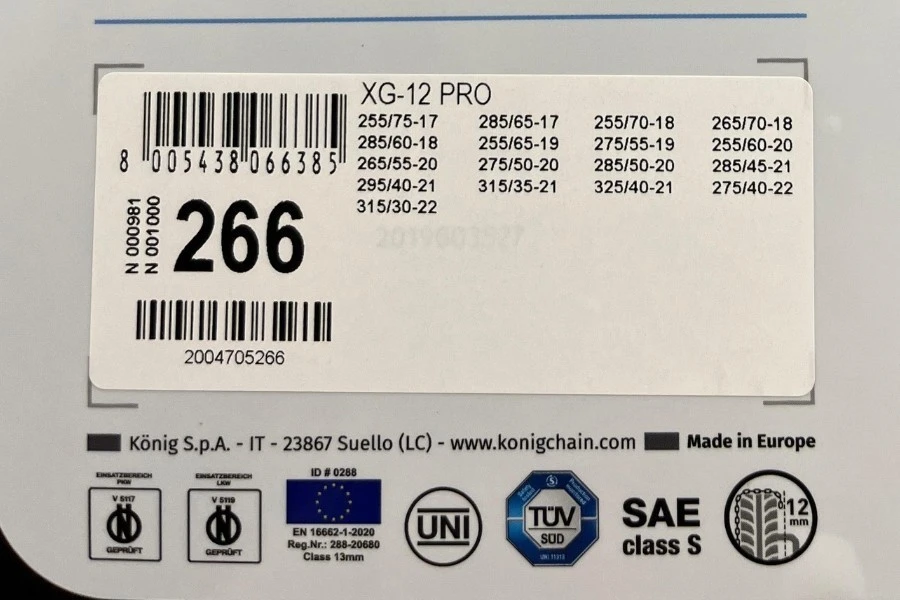 XG-12 PRO
255/75-17 285/65-17 255/70-18 265/70-18
285/60-18 255/65-19 275/55-19 255/60-20
265/55-20 275/50-20 285/50-20 285/45-21
295/40-21 315/35-21 325/40-21 275/40-22
315/30-22
8 005438 066385
N 000981
N 001000
266
2004705266
König S.p.A. - IT - 23867 Suello (LC) - www.konigchain.com Made in Europe
EINSATZBEREICH
PKW
V 5117
GEPRÜFT
EINSATZBEREICH
LKW
V 5119
GEPRÜFT
ID # 0288
EN 16662-1-2020
Reg.Nr.: 288-20680
Class 13mm
UNI
TÜV
SÜD
SAE
class S
12
mm